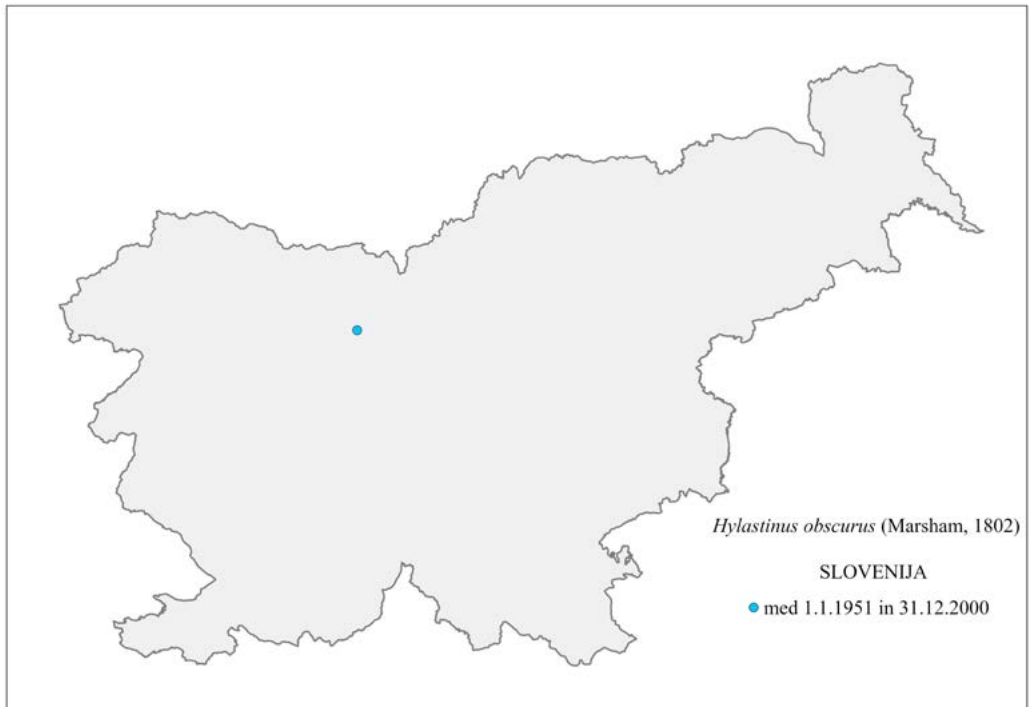 Hylastinus obscurus (Marsham, 1802)
SLOVENIJA
med 1.1.1951 in 31.12.2000